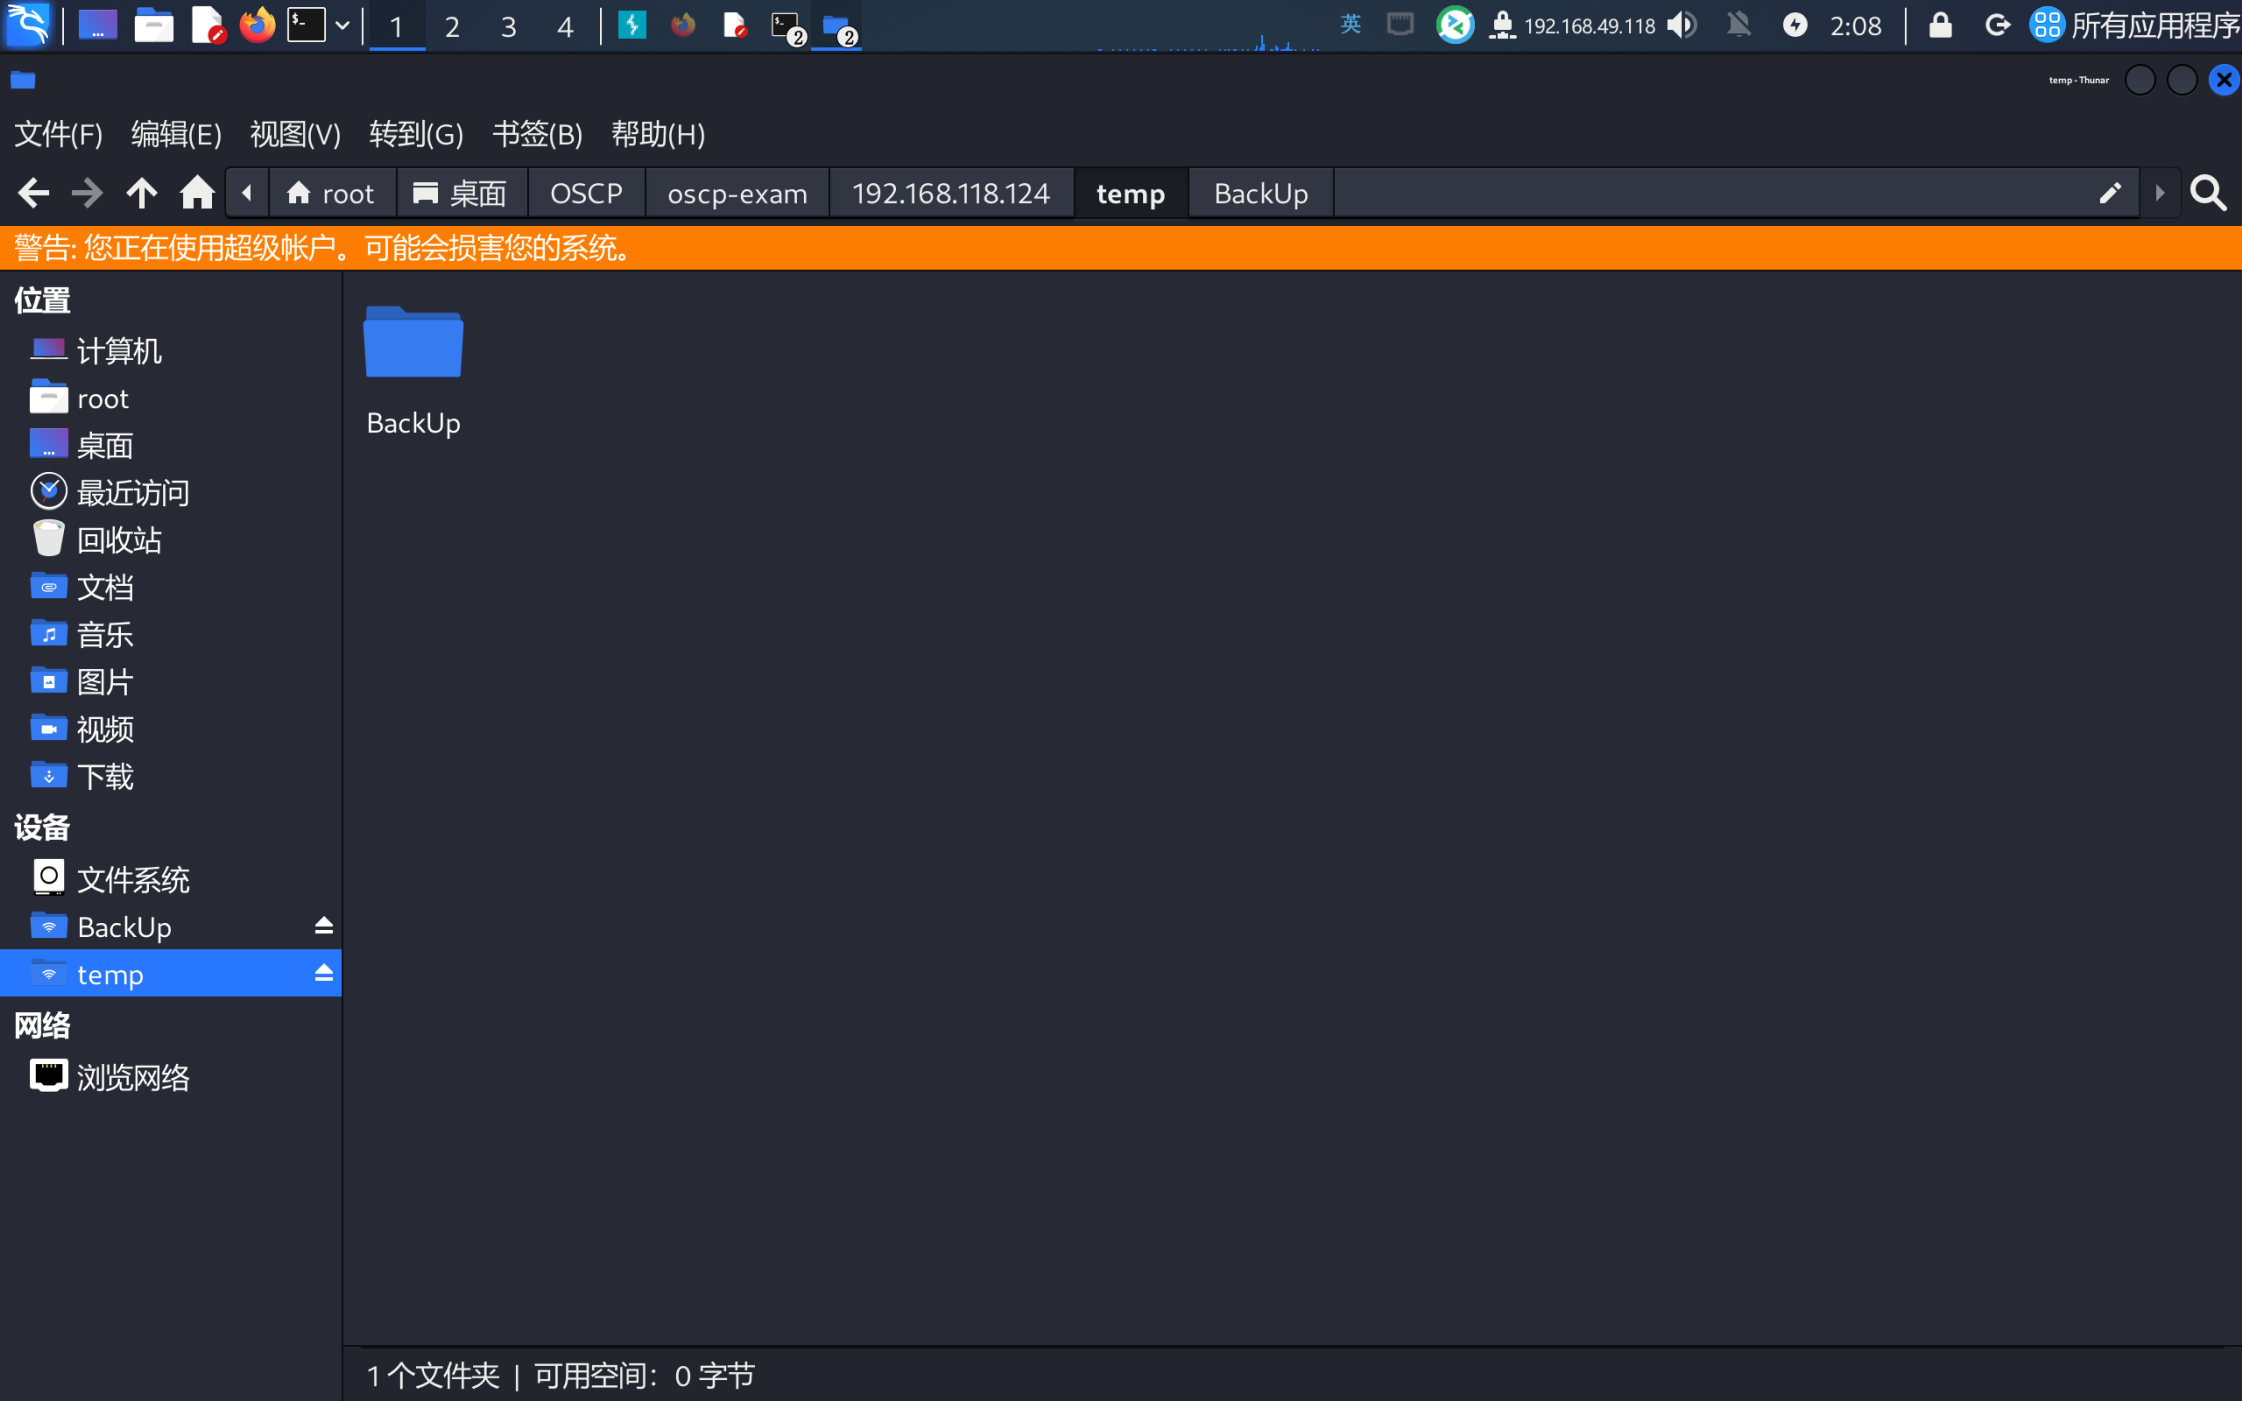 1 2 3 4 2 2 英 192.168.49.118 2:08 所有应用程序
temp - Thunar
文件(F) 编辑(E) 视图(V) 转到(G) 书签(B) 帮助(H)
root 桌面 OSCP oscp-exam 192.168.118.124 temp BackUp
警告: 您正在使用超级帐户。可能会损害您的系统。
位置
计算机
root
桌面
最近访问
回收站
文档
音乐
图片
视频
下载
设备
文件系统
BackUp
temp
网络
浏览网络
BackUp
1 个文件夹 | 可用空间: 0 字节